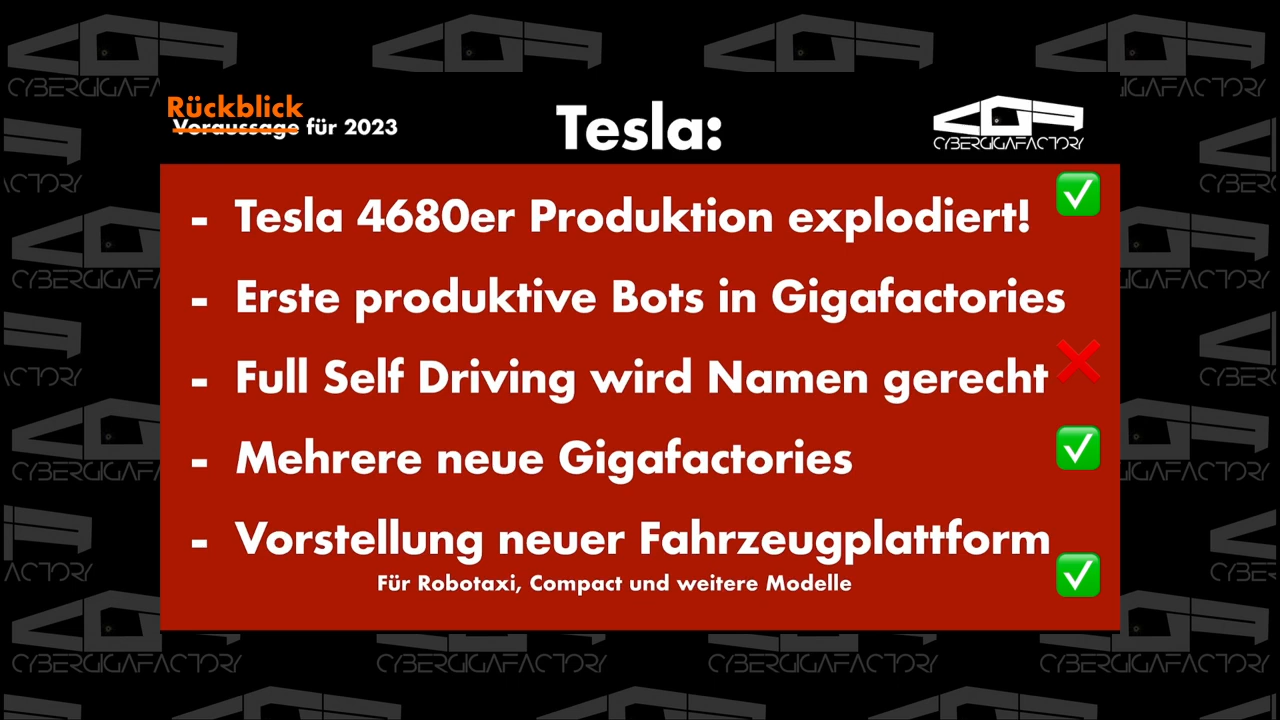 Rückblick
Voraussage für 2023
Tesla:
CYBERGIGAFACTORY
- Tesla 4680er Produktion explodiert!
- Erste produktive Bots in Gigafactories
- Full Self Driving wird Namen gerecht
- Mehrere neue Gigafactories
- Vorstellung neuer Fahrzeugplattform
Für Robotaxi, Compact und weitere Modelle